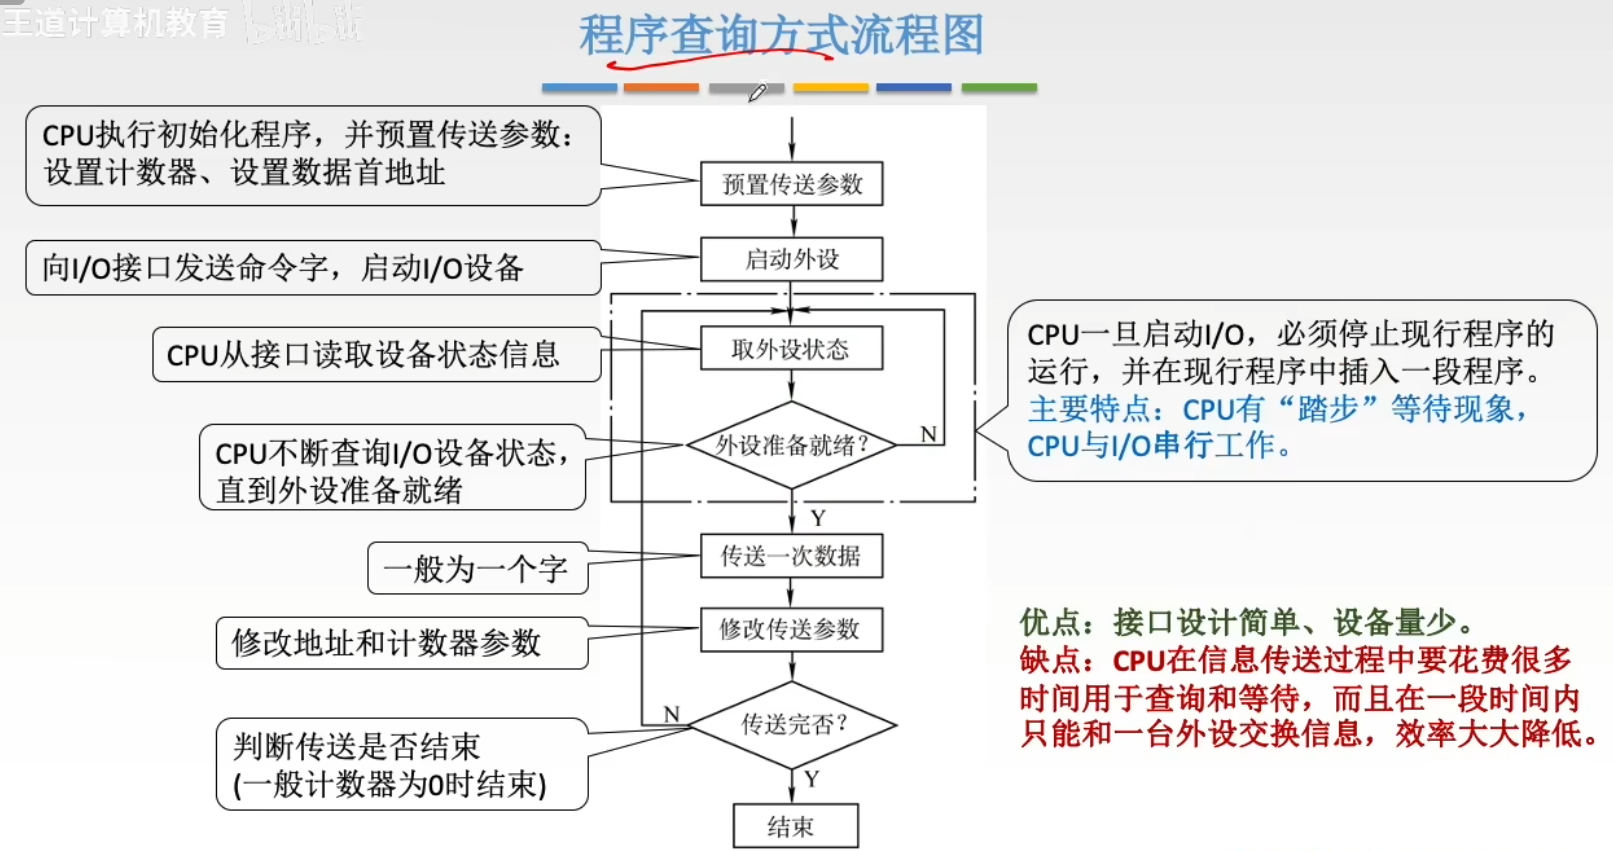 王道计算机教育 bilibili
程序查询方式流程图
CPU执行初始化程序，并预置传送参数：
设置计数器、设置数据首地址
预置传送参数
向I/O接口发送命令字，启动I/O设备
启动外设
CPU从接口读取设备状态信息
取外设状态
CPU不断查询I/O设备状态，
直到外设准备就绪
外设准备就绪？
N
Y
CPU一旦启动I/O，必须停止现行程序的
运行，并在现行程序中插入一段程序。
主要特点：CPU有“踏步”等待现象，
CPU与I/O串行工作。
一般为一个字
传送一次数据
修改地址和计数器参数
修改传送参数
判断传送是否结束
(一般计数器为0时结束)
传送完否？
N
Y
结束
优点：接口设计简单、设备量少。
缺点：CPU在信息传送过程中要花费很多
时间用于查询和等待，而且在一段时间内
只能和一台外设交换信息，效率大大降低。